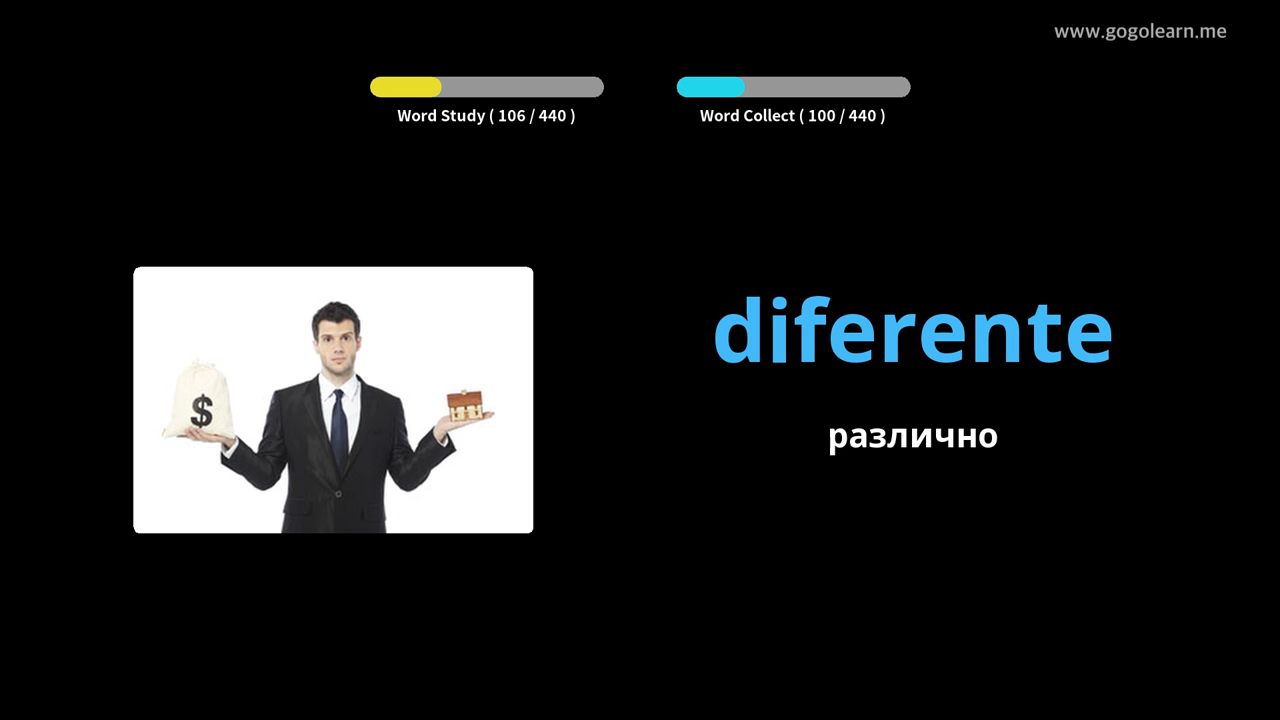 www.gogolearn.me
Word Study ( 106 / 440 )
Word Collect ( 100 / 440 )
$
diferente
различно